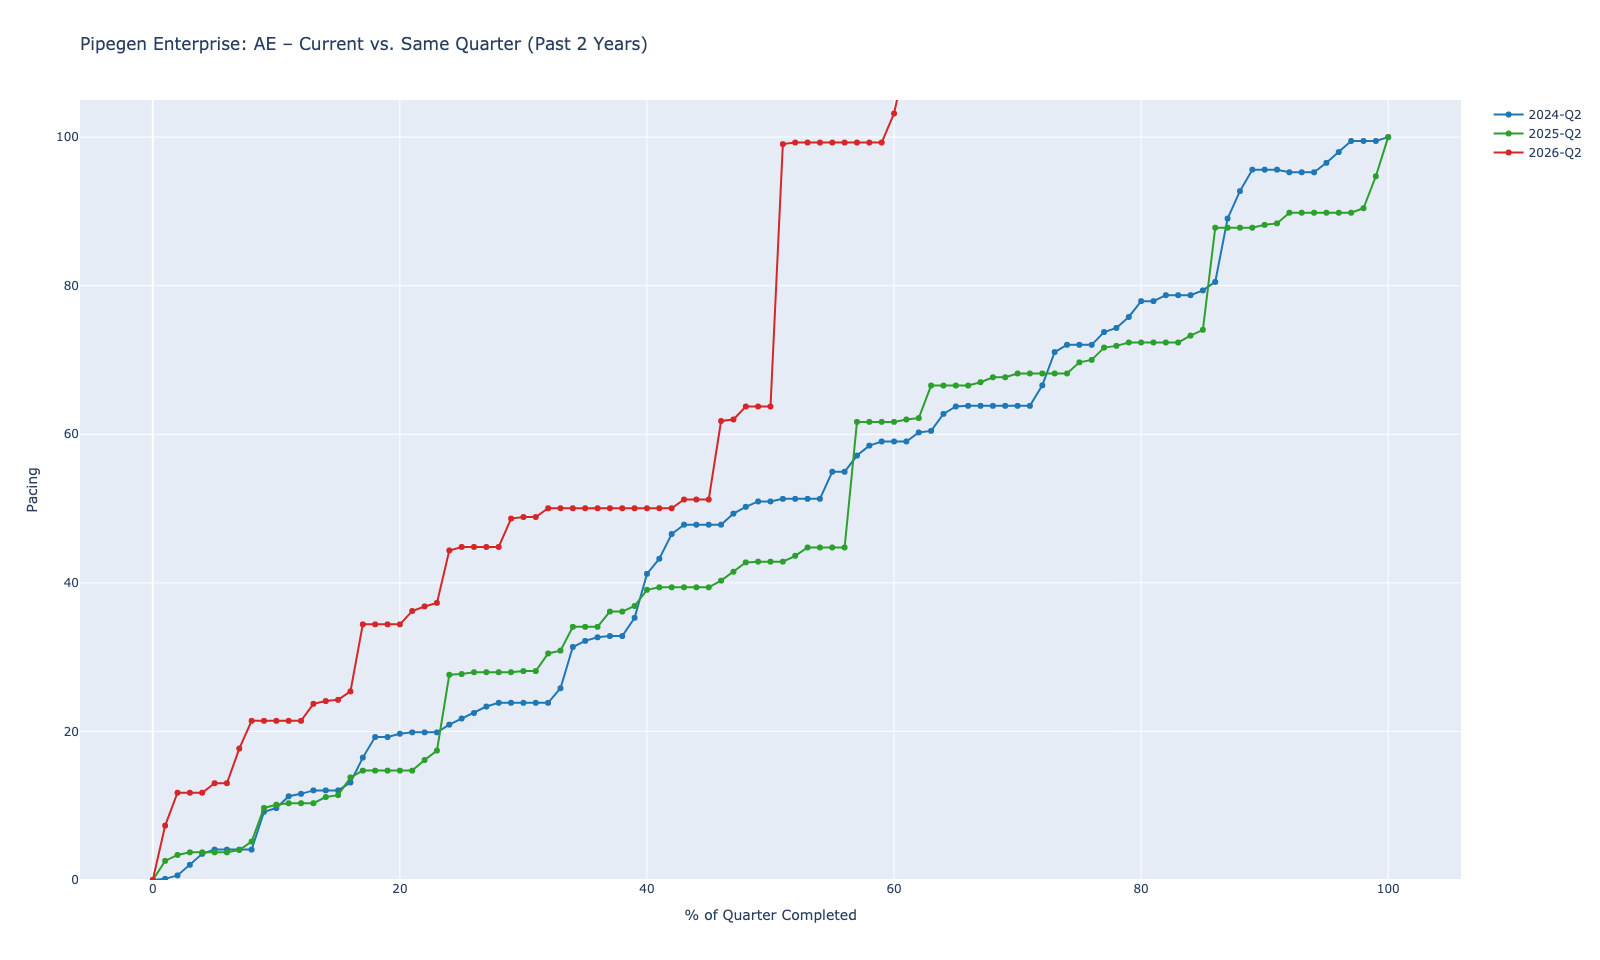 Pipegen Enterprise: AE – Current vs. Same Quarter (Past 2 Years)
2024-Q2
2025-Q2
2026-Q2
Pacing
100
80
60
40
20
0
0 20 40 60 80 100
% of Quarter Completed